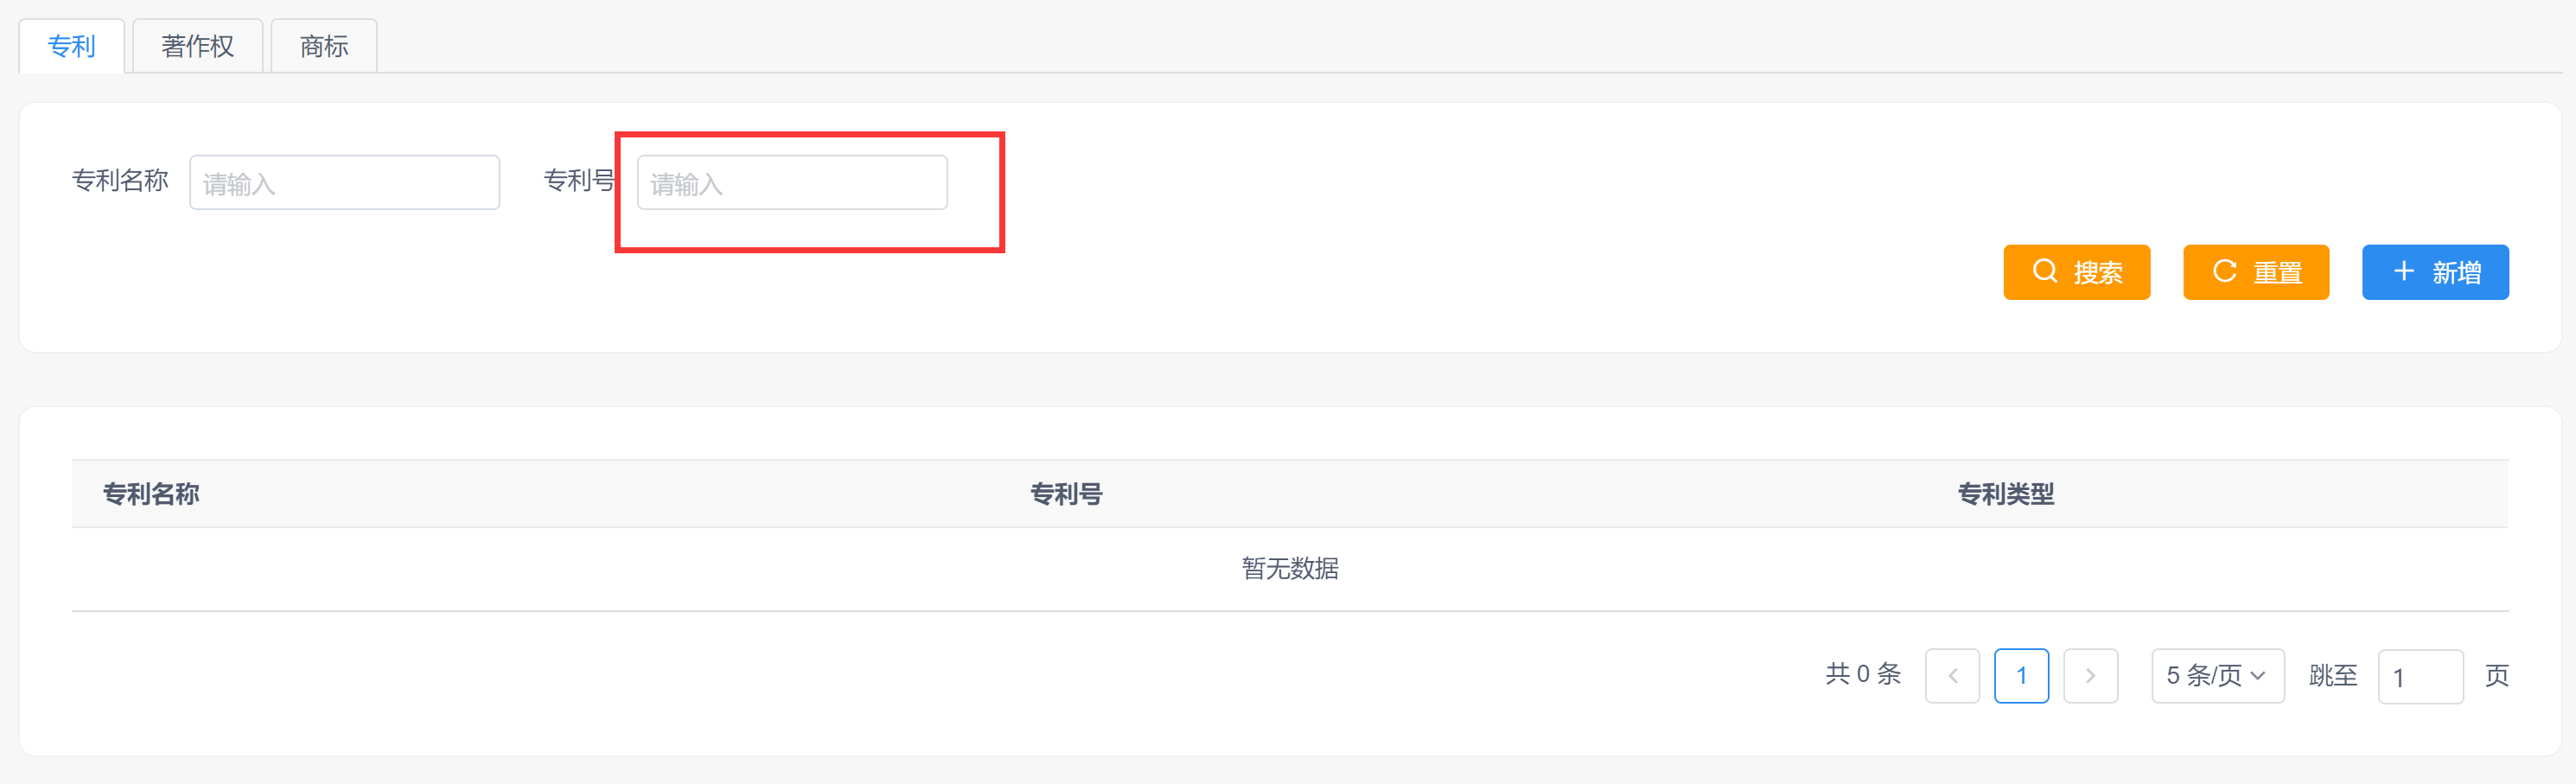 专利 著作权 商标
专利名称 请输入 专利号 请输入
搜索 重置 新增
专利名称 专利号 专利类型
暂无数据
共 0 条 1 5 条/页 跳至 1 页